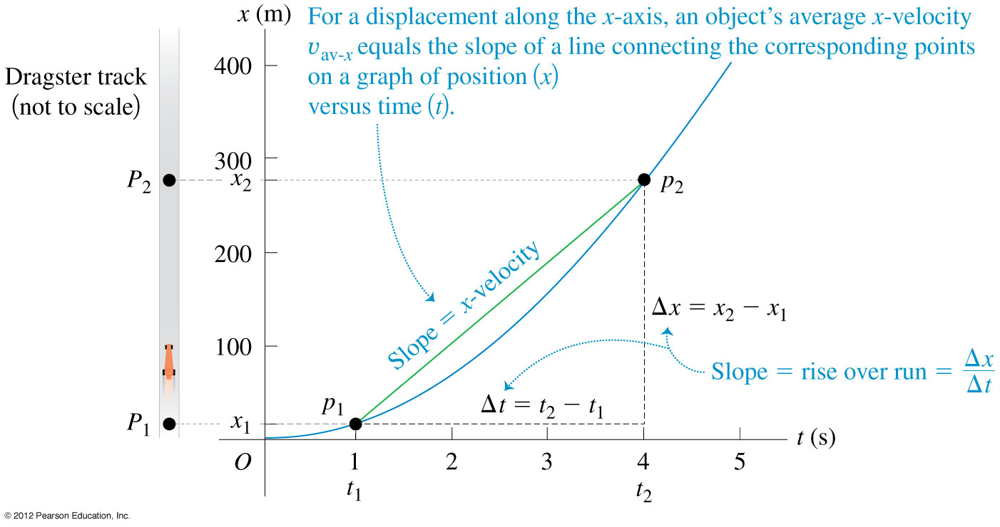 x (m)
For a displacement along the x-axis, an object's average x-velocity
vav-x equals the slope of a line connecting the corresponding points
on a graph of position (x)
versus time (t).
400
Dragster track
(not to scale)
300
P2
x2
p2
200
Slope = x-velocity
Δx = x2 − x1
100
Slope = rise over run = Δx/Δt
p1
Δt = t2 − t1
P1
x1
t (s)
O
1
2
3
4
5
t1
t2
© 2012 Pearson Education, Inc.